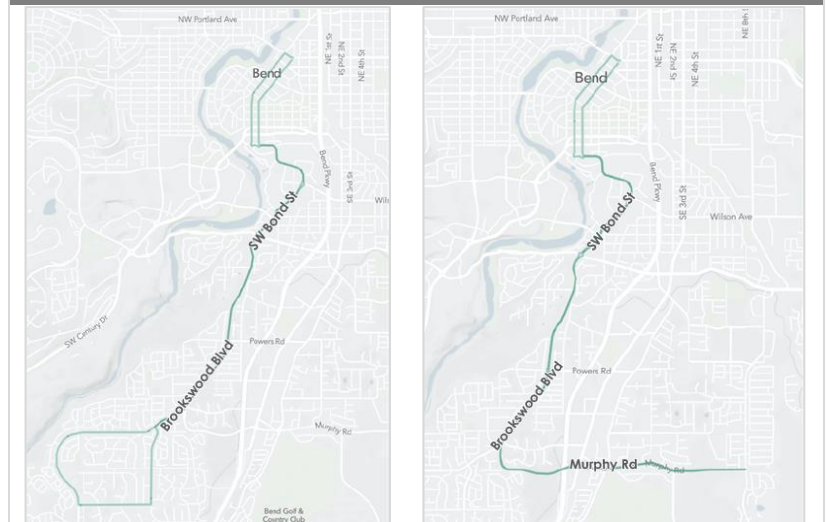 NW Portland Ave
NE 1st St
NE 2nd St
NE 4th St
Bend
Bend Pkwy
SE 3rd St
Wil
SW Bond St
SW Century Dr
Powers Rd
Brookswood Blvd
Murphy Rd
Bend Golf &
Country Club
NW Portland Ave
NE 1st St
NE 2nd St
NE 4th St
NE 8th
Bend
Bend Pkwy
SE 3rd St
Wilson Ave
SW Bond St
Powers Rd
Brookswood Blvd
Murphy Rd
Murphy Rd